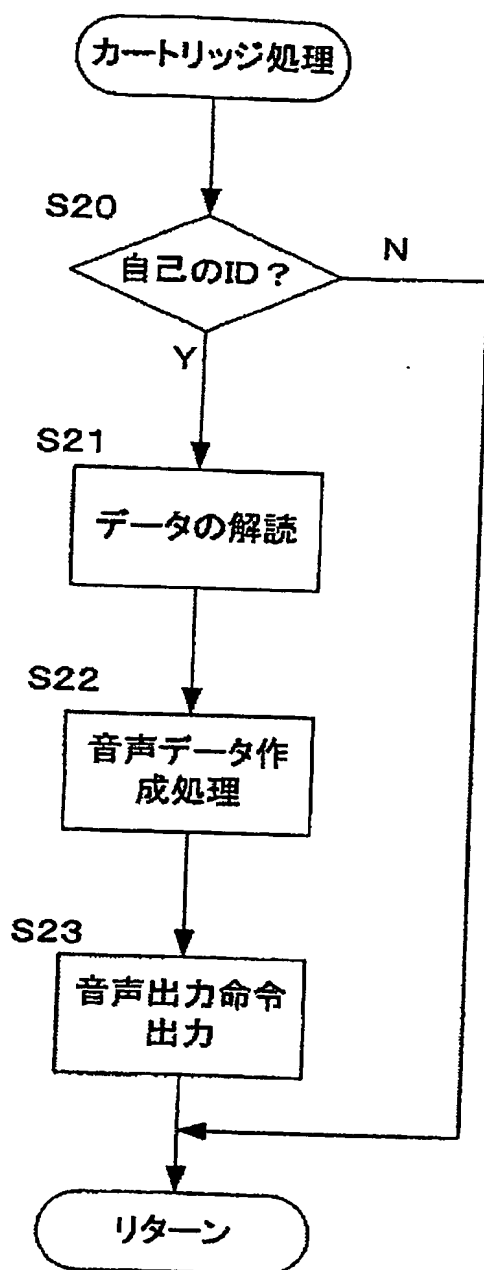 カートリッジ処理
S20
自己のID?
N
Y
S21
データの解読
S22
音声データ作
成処理
S23
音声出力命令
出力
リターン